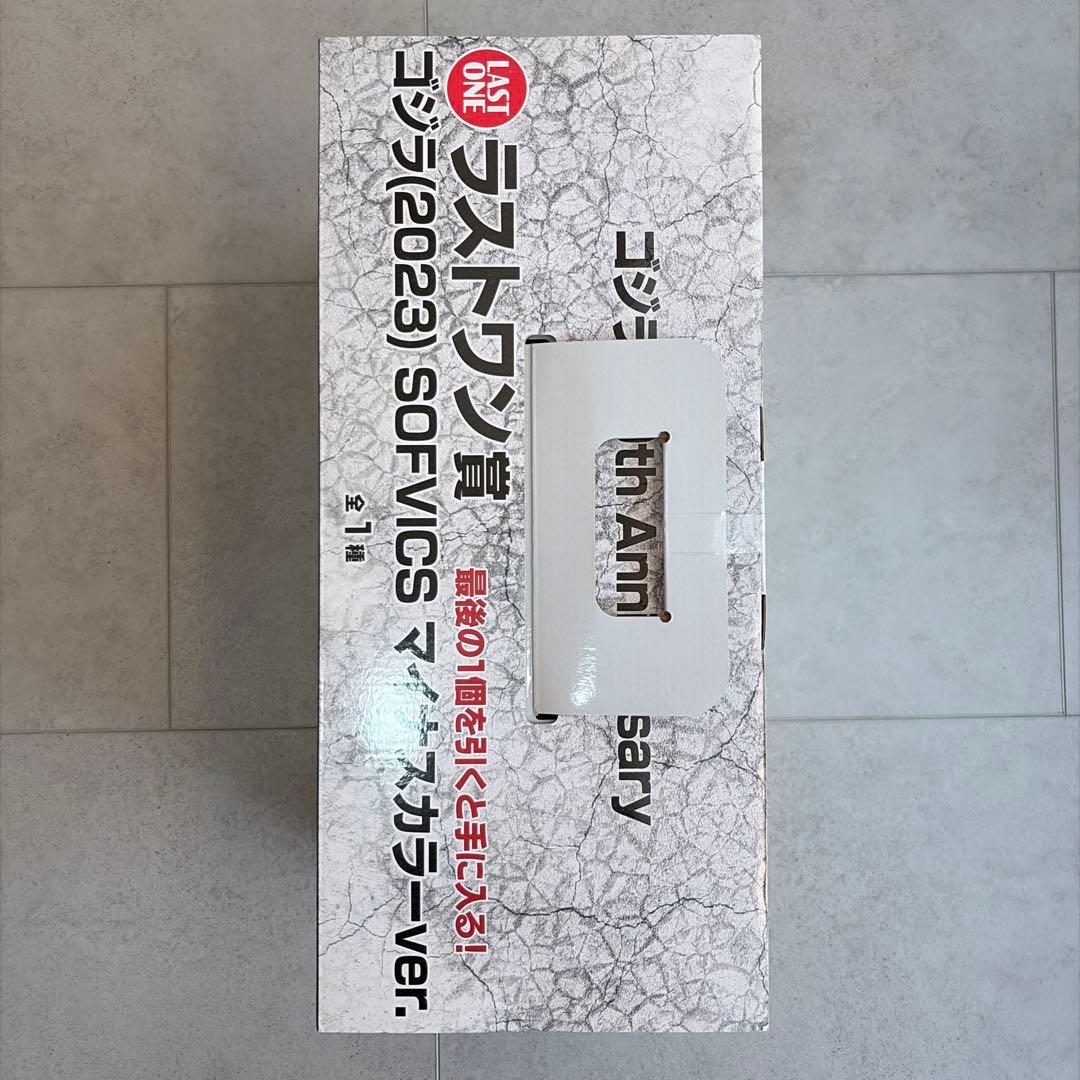 ゴジラ
th Ann
sary
LAST
ONE
ラストワン賞
最後の1個を引くと手に入る!
ゴジラ(2023) SOFVICS マイナスカラーver.
全1種